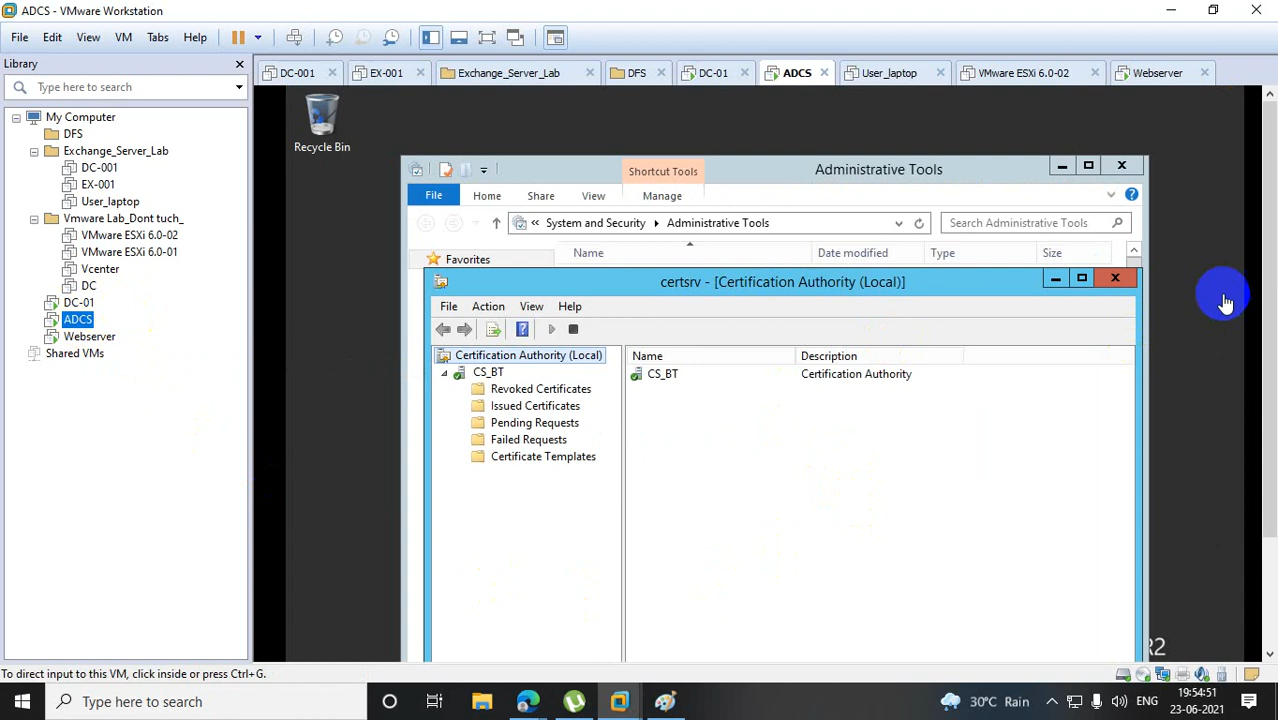 ADCS - VMware Workstation
File Edit View VM Tabs Help
Library
Type here to search
My Computer
DFS
Exchange_Server_Lab
DC-001
EX-001
User_laptop
Vmware Lab_Dont tuch_
VMware ESXi 6.0-02
VMware ESXi 6.0-01
Vcenter
DC
DC-01
ADCS
Webserver
Shared VMs
DC-001 EX-001 Exchange_Server_Lab DFS DC-01 ADCS User_laptop VMware ESXi 6.0-02 Webserver
Recycle Bin
Shortcut Tools
Administrative Tools
File Home Share View Manage
System and Security Administrative Tools
Search Administrative Tools
Favorites
Name Date modified Type Size
certsrv - [Certification Authority (Local)]
File Action View Help
Certification Authority (Local)
CS_BT
Revoked Certificates
Issued Certificates
Pending Requests
Failed Requests
Certificate Templates
Name Description
CS_BT Certification Authority
R2
To direct input to this VM, click inside or press Ctrl+G.
Type here to search
30°C Rain
ENG
19:54:51
23-06-2021